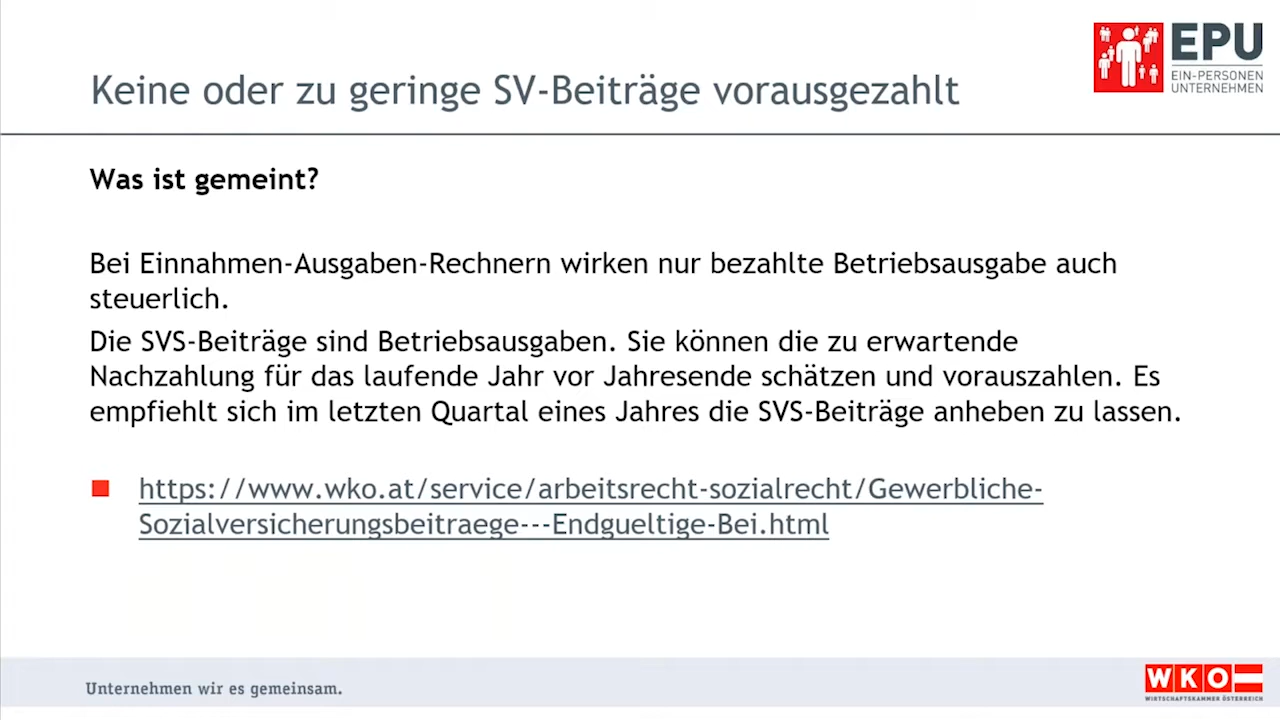 EPU
EIN-PERSONEN
UNTERNEHMEN
Keine oder zu geringe SV-Beiträge vorausgezahlt
Was ist gemeint?
Bei Einnahmen-Ausgaben-Rechnern wirken nur bezahlte Betriebsausgabe auch
steuerlich.
Die SVS-Beiträge sind Betriebsausgaben. Sie können die zu erwartende
Nachzahlung für das laufende Jahr vor Jahresende schätzen und vorauszahlen. Es
empfiehlt sich im letzten Quartal eines Jahres die SVS-Beiträge anheben zu lassen.
https://www.wko.at/service/arbeitsrecht-sozialrecht/Gewerbliche-
Sozialversicherungsbeitraege---Endgueltige-Bei.html
Unternehmen wir es gemeinsam.
WKO
WIRTSCHAFTSKAMMER ÖSTERREICH